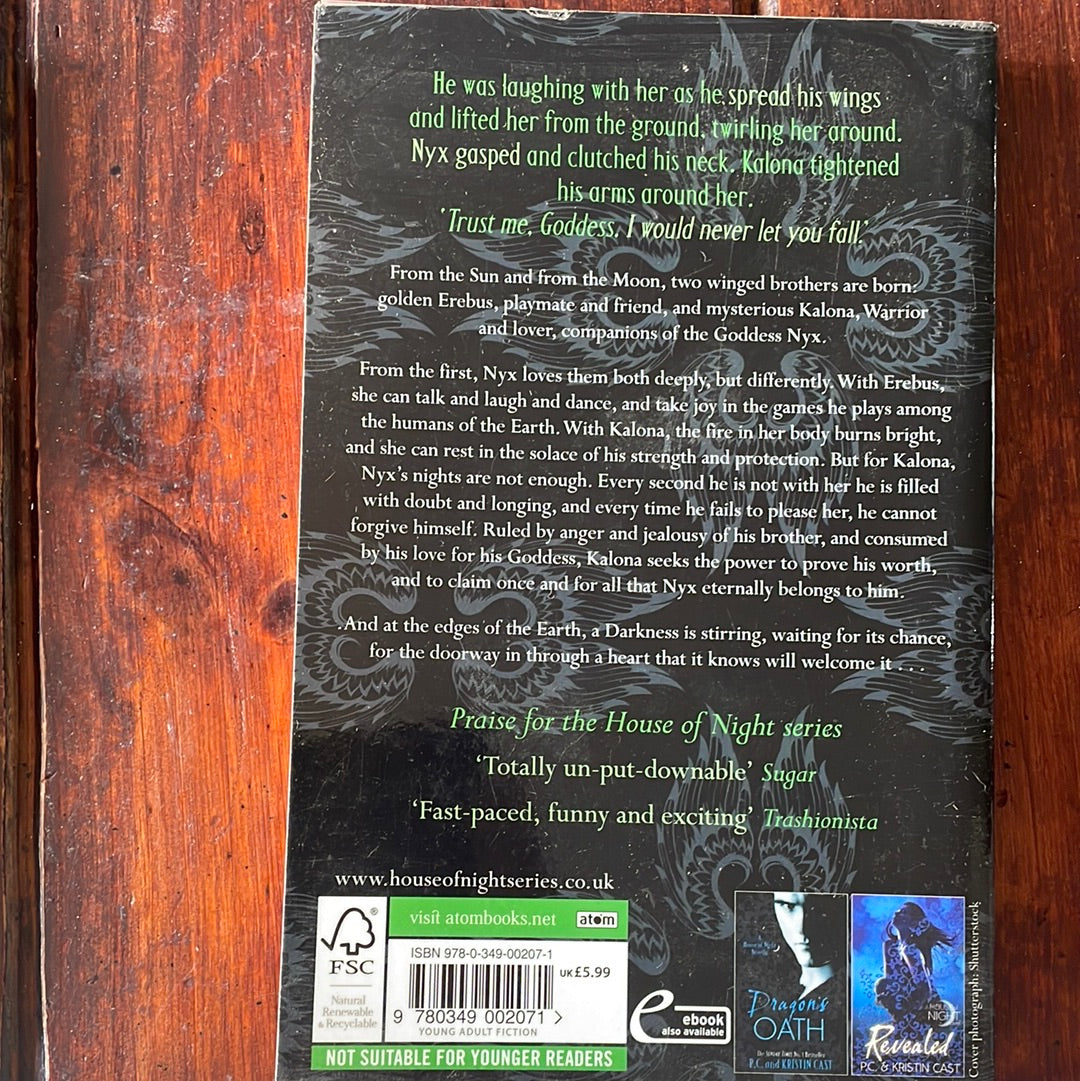 He was laughing with her as he spread his wings
and lifted her from the ground, twirling her around.
Nyx gasped and clutched his neck. Kalona tightened
his arms around her.
'Trust me, Goddess. I would never let you fall.'
From the Sun and from the Moon, two winged brothers are born:
golden Erebus, playmate and friend, and mysterious Kalona, Warrior
and lover, companions of the Goddess Nyx.
From the first, Nyx loves them both deeply, but differently. With Erebus,
she can talk and laugh and dance, and take joy in the games he plays among
the humans of the Earth. With Kalona, the fire in her body burns bright,
and she can rest in the solace of his strength and protection. But for Kalona,
Nyx's nights are not enough. Every second he is not with her he is filled
with doubt and longing, and every time he fails to please her, he cannot
forgive himself. Ruled by anger and jealousy of his brother, and consumed
by his love for his Goddess, Kalona seeks the power to prove his worth,
and to claim once and for all that Nyx eternally belongs to him.
And at the edges of the Earth, a Darkness is stirring, waiting for its chance,
for the doorway in through a heart that it knows will welcome it . . .
Praise for the House of Night series
'Totally un-put-downable' Sugar
'Fast-paced, funny and exciting' Trashionista
www.houseofnightseries.co.uk
FSC
®
Natural
Renewable
& Recyclable
visit atombooks.net
atom
ISBN 978-0-349-00207-1
UK £5.99
9 780349 002071 >
YOUNG ADULT FICTION
NOT SUITABLE FOR YOUNGER READERS
ebook
also available
House of Night
Novella
Dragon's
OATH
The Sunday Times No. 1 Bestseller
P.C. and KRISTIN CAST
A HOUSE OF
NIGHT
Revealed
P.C. & KRISTIN CAST
Cover photograph: Shutterstock